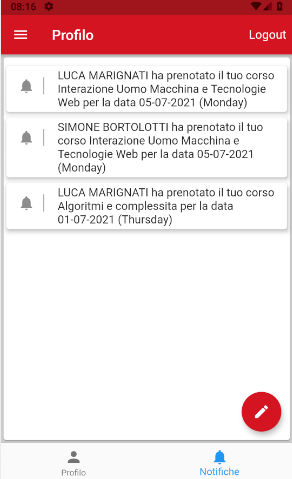 08:16
Profilo
Logout
LUCA MARIGNATI ha prenotato il tuo corso
Interazione Uomo Macchina e Tecnologie
Web per la data 05-07-2021 (Monday)
SIMONE BORTOLOTTI ha prenotato il tuo
corso Interazione Uomo Macchina e
Tecnologie Web per la data 05-07-2021
(Monday)
LUCA MARIGNATI ha prenotato il tuo corso
Algoritmi e complessita per la data
01-07-2021 (Thursday)
Profilo
Notifiche